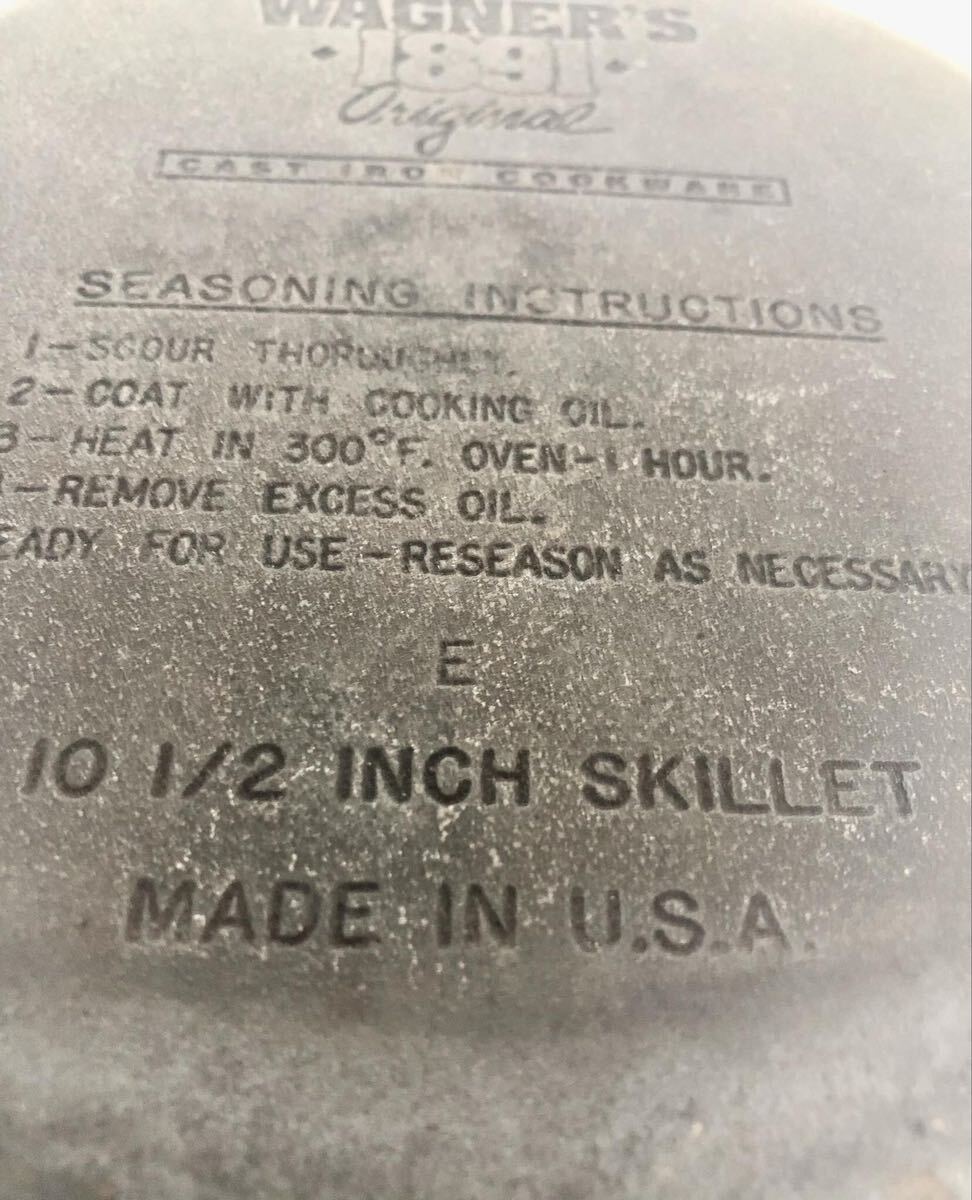 WAGNER'S
1891
Original
CAST IRON COOKWARE
SEASONING INSTRUCTIONS
1-SCOUR THOROUGHLY.
2-COAT WITH COOKING OIL.
3-HEAT IN 300°F. OVEN-1 HOUR.
-REMOVE EXCESS OIL.
EADY FOR USE-RESEASON AS NECESSARY
E
10 1/2 INCH SKILLET
MADE IN U.S.A.